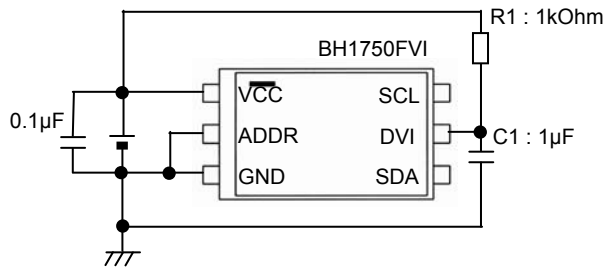 R1 : 1kOhm
BH1750FVI
VCC SCL
0.1µF
ADDR DVI
C1 : 1µF
GND SDA